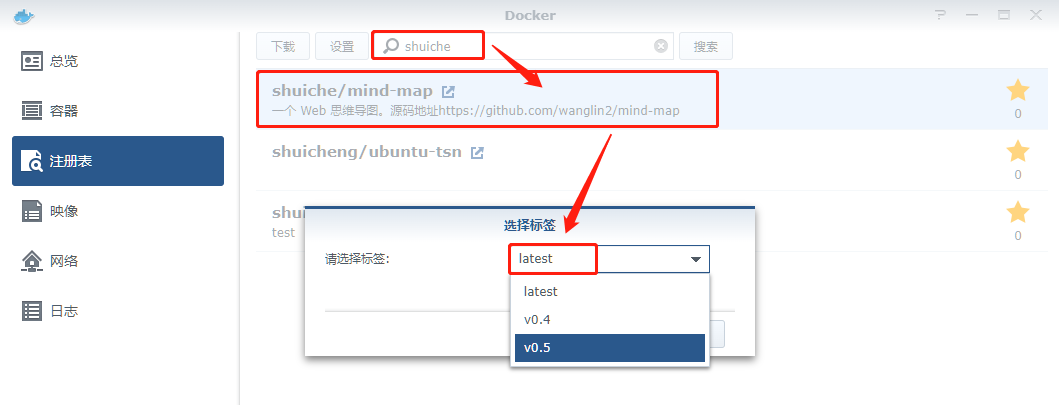 Docker
总览
容器
注册表
映像
网络
日志
下载 设置 shuiche 搜索
shuiche/mind-map
一个 Web 思维导图。源码地址https://github.com/wanglin2/mind-map
0
shuicheng/ubuntu-tsn
0
test
0
选择标签
请选择标签: latest
latest
v0.4
v0.5